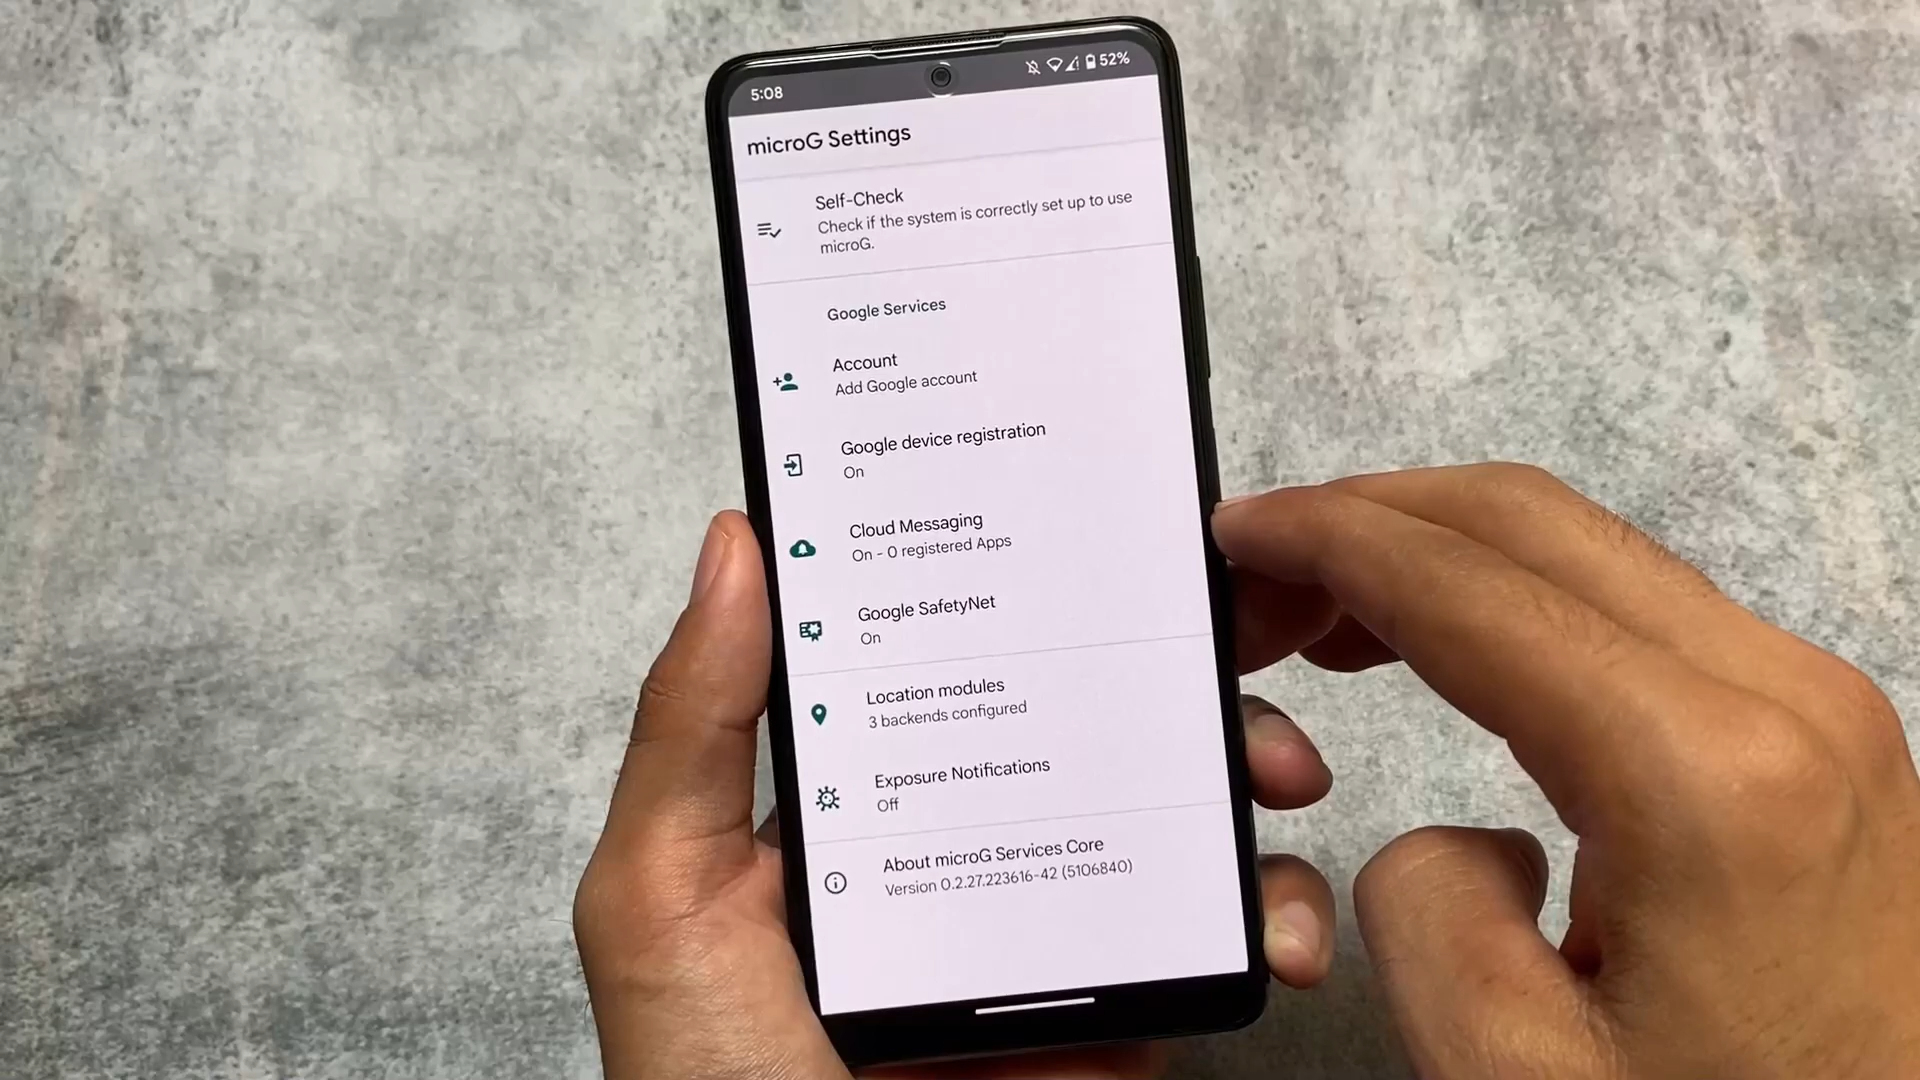 5:08
52%
microG Settings
Self-Check
Check if the system is correctly set up to use
microG.
Google Services
Account
Add Google account
Google device registration
On
Cloud Messaging
On - 0 registered Apps
Google SafetyNet
On
Location modules
3 backends configured
Exposure Notifications
Off
About microG Services Core
Version 0.2.27.223616-42 (5106840)